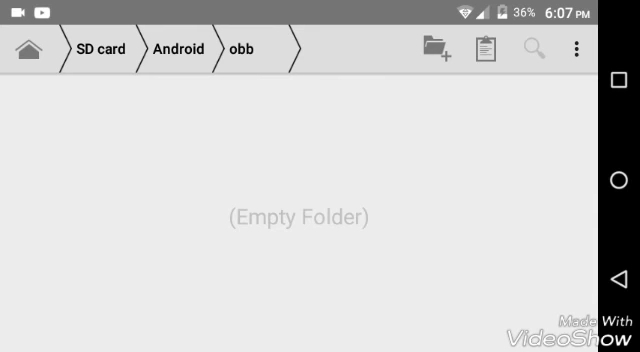 36% 6:07 PM
SD card Android obb
(Empty Folder)
Made With
VideoShow